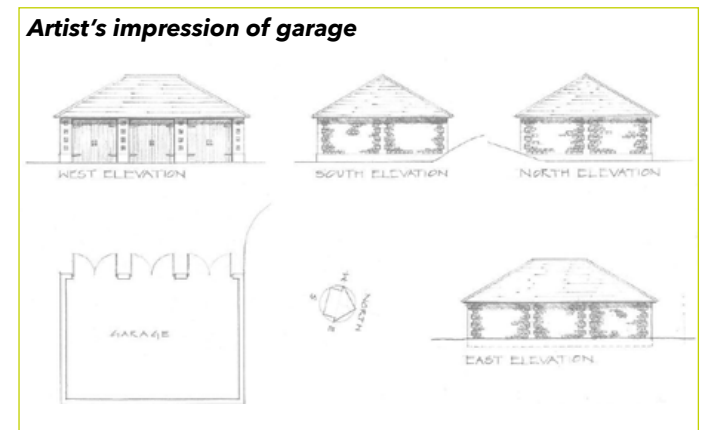 Artist's impression of garage
WEST ELEVATION
SOUTH ELEVATION
NORTH ELEVATION
GARAGE
W
S
NORTH
E
EAST ELEVATION.